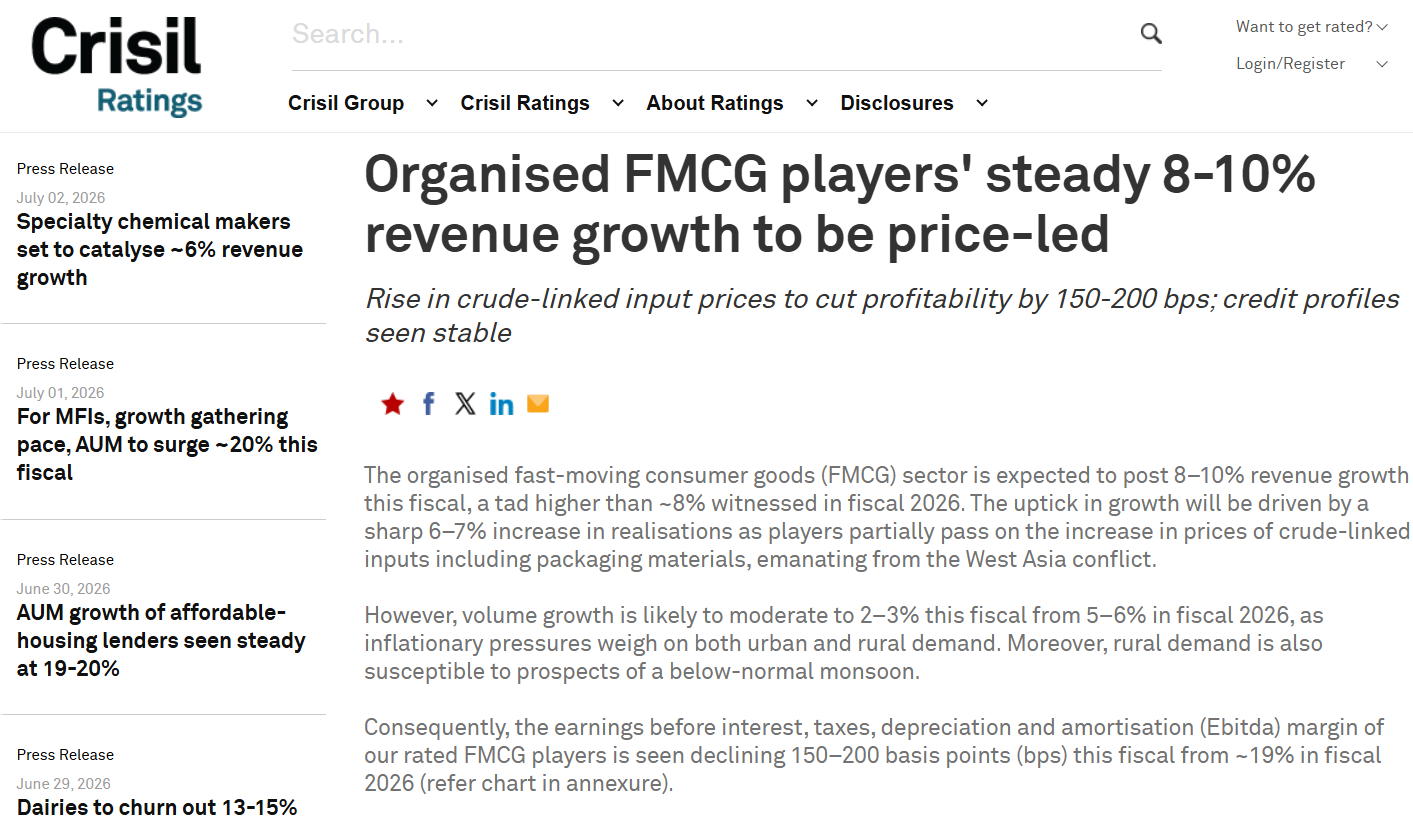 Crisil
Ratings
Search...
Want to get rated?
Login/Register
Crisil Group
Crisil Ratings
About Ratings
Disclosures
Press Release
July 02, 2026
Specialty chemical makers
set to catalyse ~6% revenue
growth
Press Release
July 01, 2026
For MFIs, growth gathering
pace, AUM to surge ~20% this
fiscal
Press Release
June 30, 2026
AUM growth of affordable-
housing lenders seen steady
at 19-20%
Press Release
June 29, 2026
Dairies to churn out 13-15%
Organised FMCG players' steady 8-10%
revenue growth to be price-led
Rise in crude-linked input prices to cut profitability by 150-200 bps; credit profiles
seen stable
The organised fast-moving consumer goods (FMCG) sector is expected to post 8–10% revenue growth
this fiscal, a tad higher than ~8% witnessed in fiscal 2026. The uptick in growth will be driven by a
sharp 6–7% increase in realisations as players partially pass on the increase in prices of crude-linked
inputs including packaging materials, emanating from the West Asia conflict.
However, volume growth is likely to moderate to 2–3% this fiscal from 5–6% in fiscal 2026, as
inflationary pressures weigh on both urban and rural demand. Moreover, rural demand is also
susceptible to prospects of a below-normal monsoon.
Consequently, the earnings before interest, taxes, depreciation and amortisation (Ebitda) margin of
our rated FMCG players is seen declining 150–200 basis points (bps) this fiscal from ~19% in fiscal
2026 (refer chart in annexure).